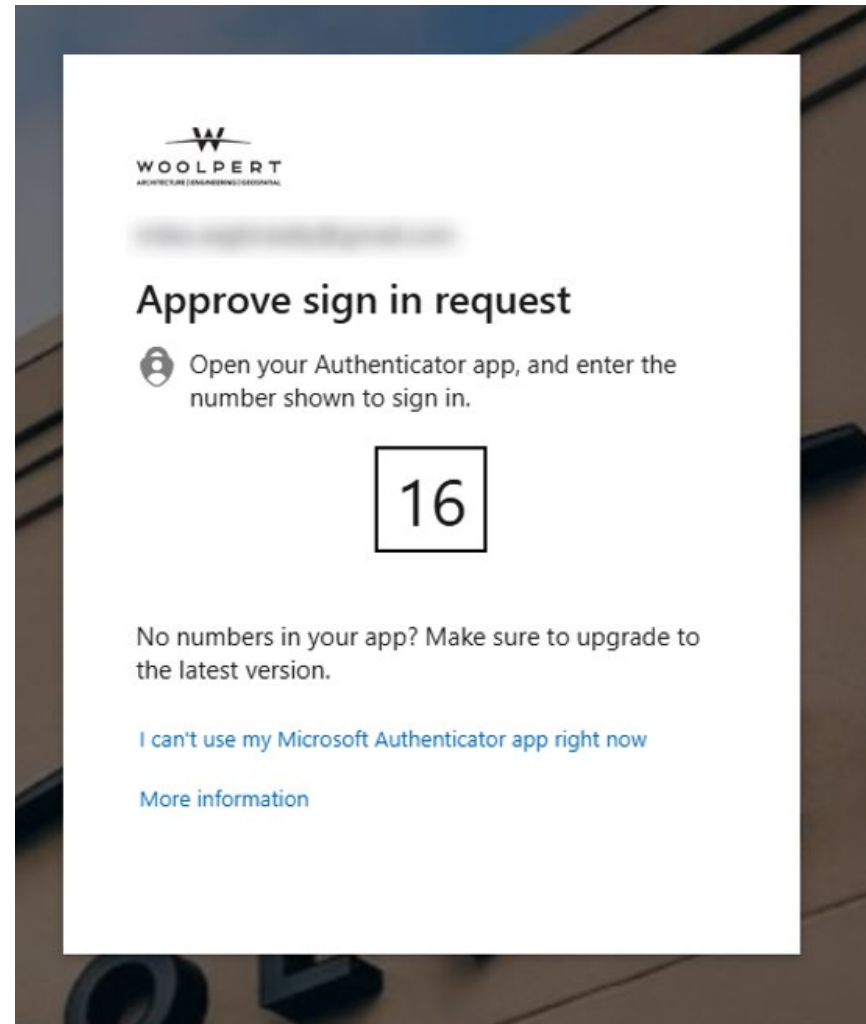 WOOLPERT
ARCHITECTURE | ENGINEERING | GEOSPATIAL
Approve sign in request
Open your Authenticator app, and enter the
number shown to sign in.
16
No numbers in your app? Make sure to upgrade to
the latest version.
I can't use my Microsoft Authenticator app right now
More information